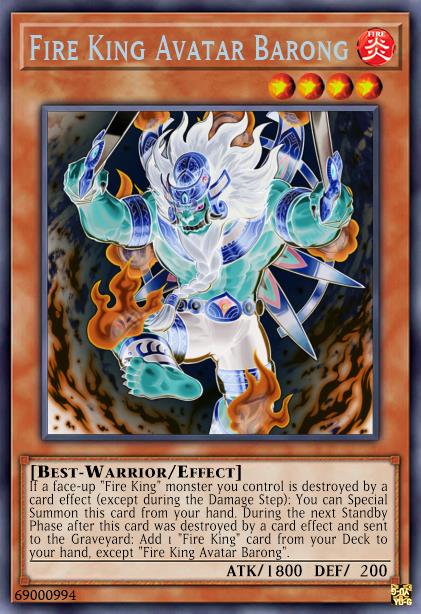 Fire King Avatar Barong
FIRE
炎
[Best-Warrior/Effect]
If a face-up "Fire King" monster you control is destroyed by a
card effect (except during the Damage Step): You can Special
Summon this card from your hand. During the next Standby
Phase after this card was destroyed by a card effect and sent
to the Graveyard: Add 1 "Fire King" card from your Deck to
your hand, except "Fire King Avatar Barong".
ATK/1800 DEF/ 200
69000994